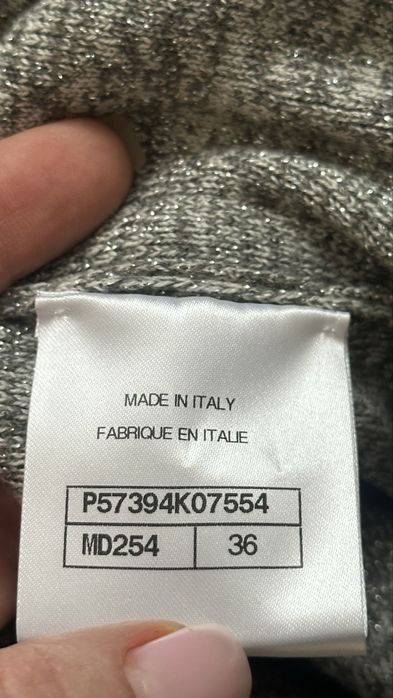 MADE IN ITALY
FABRIQUE EN ITALIE
P57394K07554
MD254 36